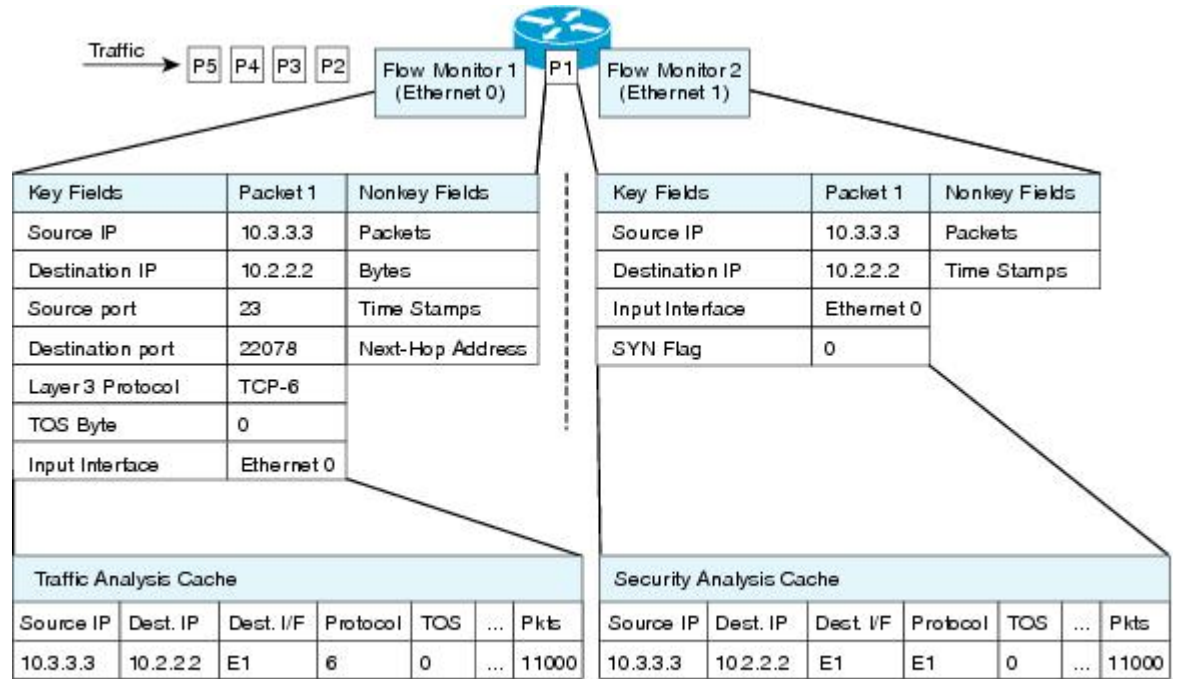 Traffic
P5 P4 P3 P2
Flow Monitor 1
(Ethernet 0)
P1
Flow Monitor 2
(Ethernet 1)
Key Fields Packet 1 Nonkey Fields
Source IP 10.3.3.3 Packets
Destination IP 10.2.2.2 Bytes
Source port 23 Time Stamps
Destination port 22078 Next-Hop Address
Layer 3 Protocol TCP-6
TOS Byte 0
Input Interface Ethernet 0
Key Fields Packet 1 Nonkey Fields
Source IP 10.3.3.3 Packets
Destination IP 10.2.2.2 Time Stamps
Input Interface Ethernet 0
SYN Flag 0
Traffic Analysis Cache
Source IP Dest. IP Dest. I/F Protocol TOS ... Pkts
10.3.3.3 10.2.2.2 E1 6 0 ... 11000
Security Analysis Cache
Source IP Dest. IP Dest. I/F Protocol TOS ... Pkts
10.3.3.3 10.2.2.2 E1 E1 0 ... 11000